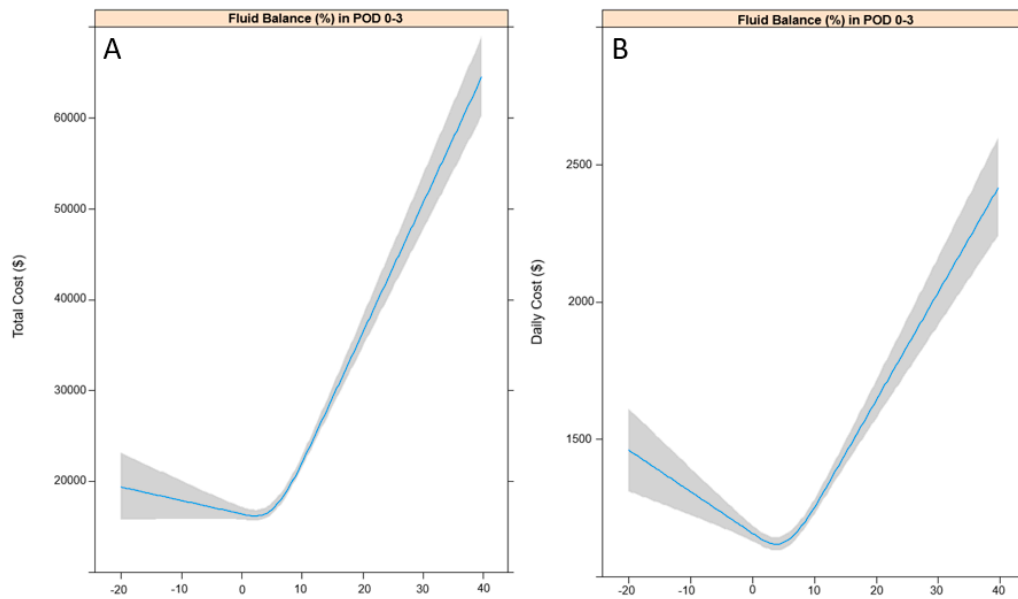 Fluid Balance (%) in POD 0-3
A
Total Cost ($)
60000
50000
40000
30000
20000
-20 -10 0 10 20 30 40
Fluid Balance (%) in POD 0-3
B
Daily Cost ($)
2500
2000
1500
-20 -10 0 10 20 30 40